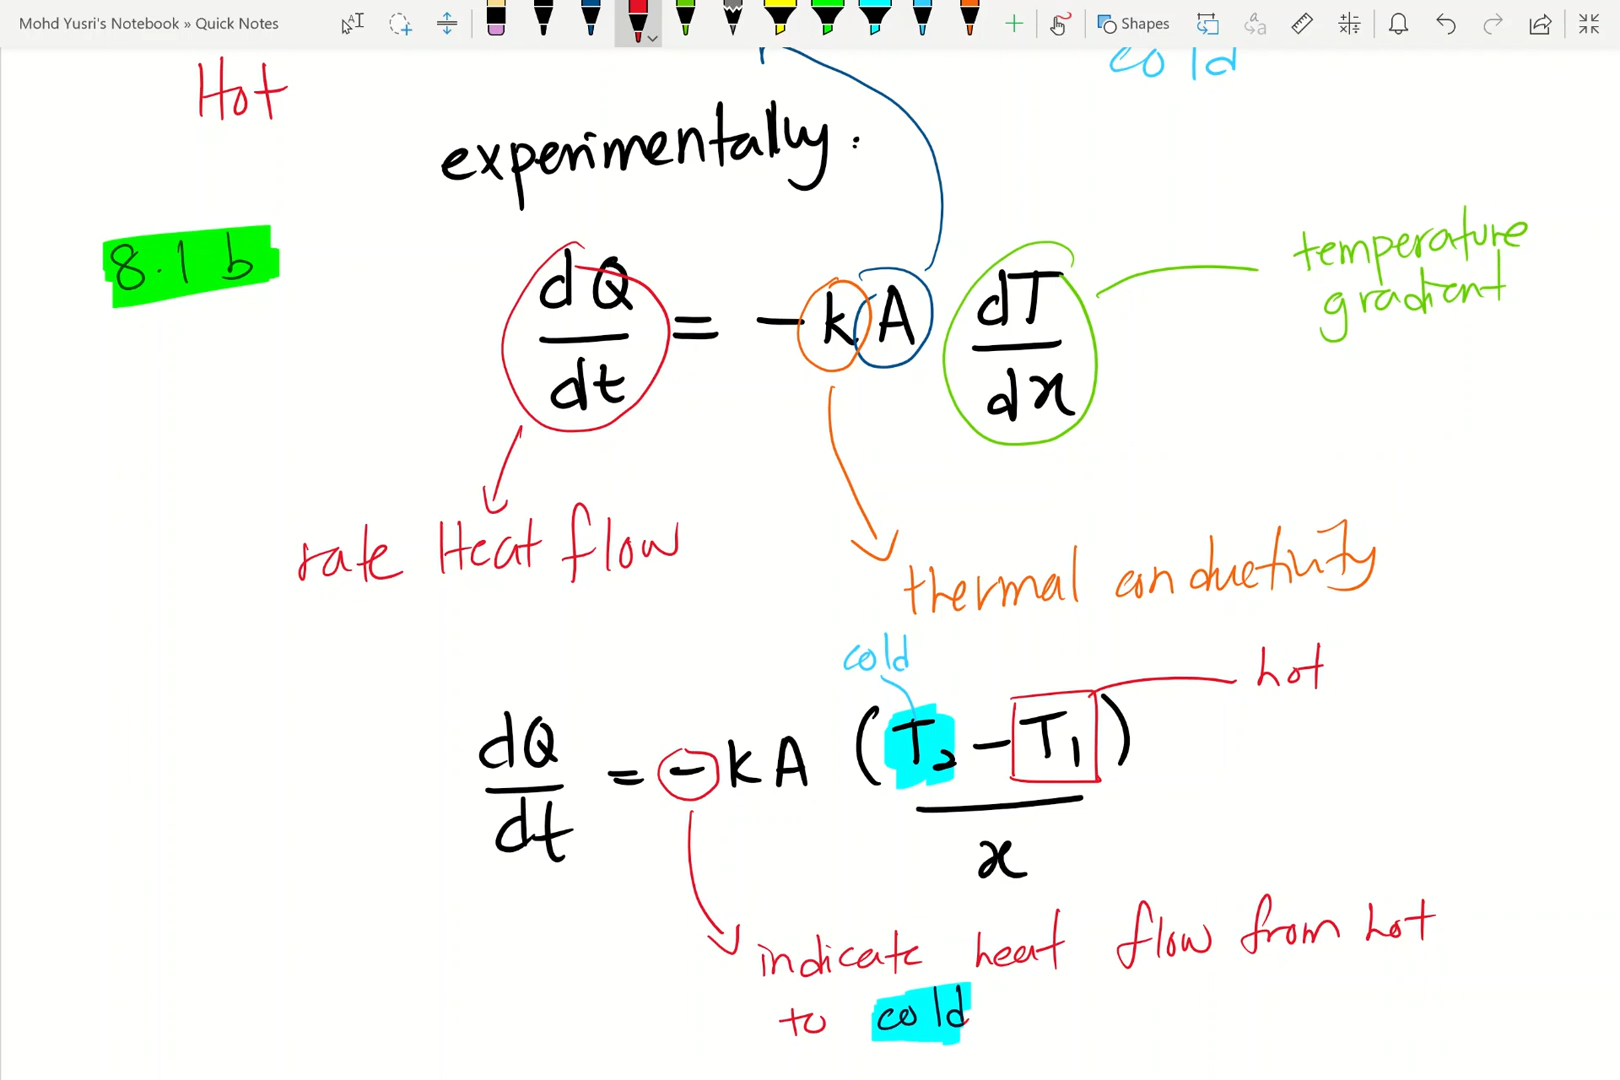 Mohd Yusri's Notebook » Quick Notes
Shapes
Hot
cold
experimentally :
8.1 b
dQ/dt = -kA dT/dx
temperature
gradient
rate Heat flow
thermal conductivity
cold
hot
dQ/dt = -kA (T₂ - T₁)/x
indicate heat flow from hot
to cold